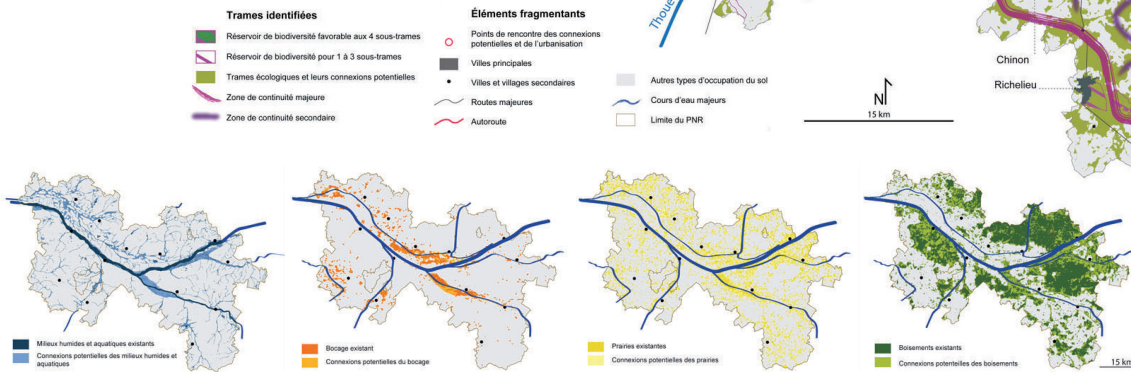 Trames identifiées
Réservoir de biodiversité favorable aux 4 sous-trames
Réservoir de biodiversité pour 1 à 3 sous-trames
Trames écologiques et leurs connexions potentielles
Zone de continuité majeure
Zone de continuité secondaire
Éléments fragmentants
Points de rencontre des connexions
potentielles et de l'urbanisation
Villes principales
Villes et villages secondaires
Routes majeures
Autoroute
Autres types d'occupation du sol
Cours d'eau majeurs
Limite du PNR
Thoue
N
15 km
Chinon
Richelieu
Milieux humides et aquatiques existants
Connexions potentielles des milieux humides et
aquatiques
Bocage existant
Connexions potentielles du bocage
Prairies existantes
Connexions potentielles des prairies
Boisements existants
Connexions potenteilles des boisements
15 km